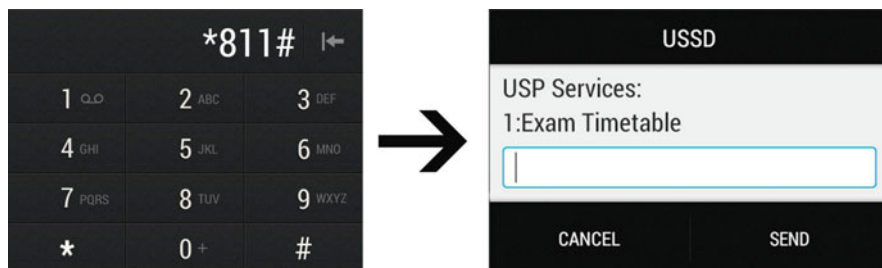 *811#
1
2 ABC
3 DEF
4 GHI
5 JKL
6 MNO
7 PQRS
8 TUV
9 WXYZ
*
0 +
#
USSD
USP Services:
1:Exam Timetable
CANCEL
SEND